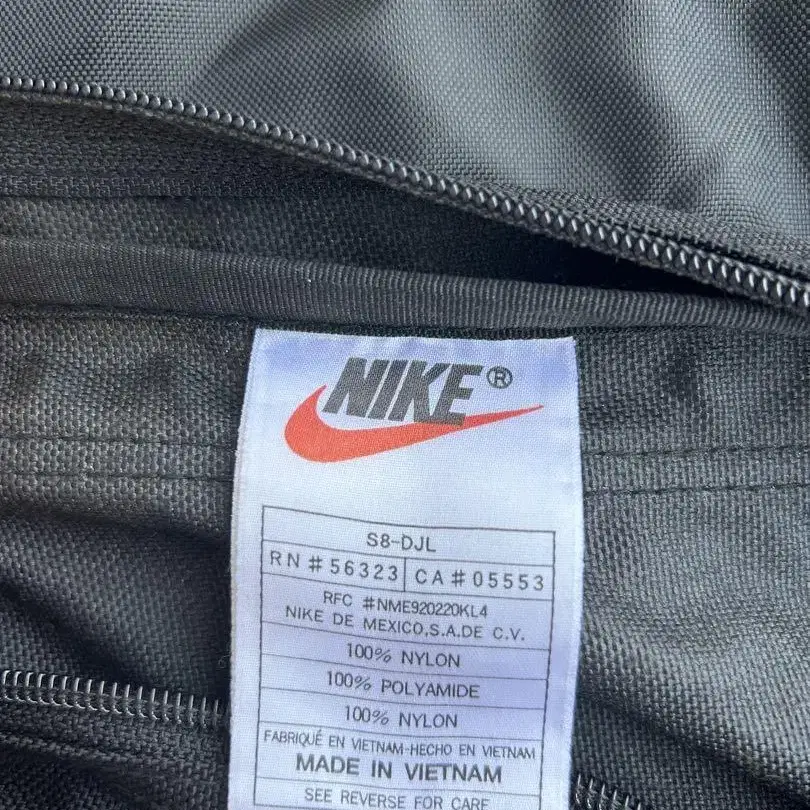 NIKE®
S8-DJL
RN#56323 CA#05553
RFC #NME920220KL4
NIKE DE MEXICO,S.A.DE C.V.
100% NYLON
100% POLYAMIDE
100% NYLON
FABRIQUÉ EN VIETNAM-HECHO EN VIETNAM
MADE IN VIETNAM
SEE REVERSE FOR CARE